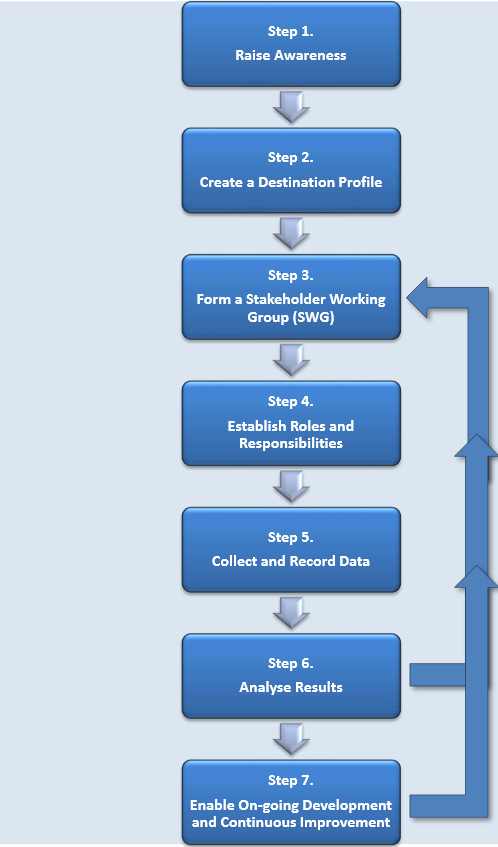 Step 1.
Raise Awareness
Step 2.
Create a Destination Profile
Step 3.
Form a Stakeholder Working
Group (SWG)
Step 4.
Establish Roles and
Responsibilities
Step 5.
Collect and Record Data
Step 6.
Analyse Results
Step 7.
Enable On-going Development
and Continuous Improvement